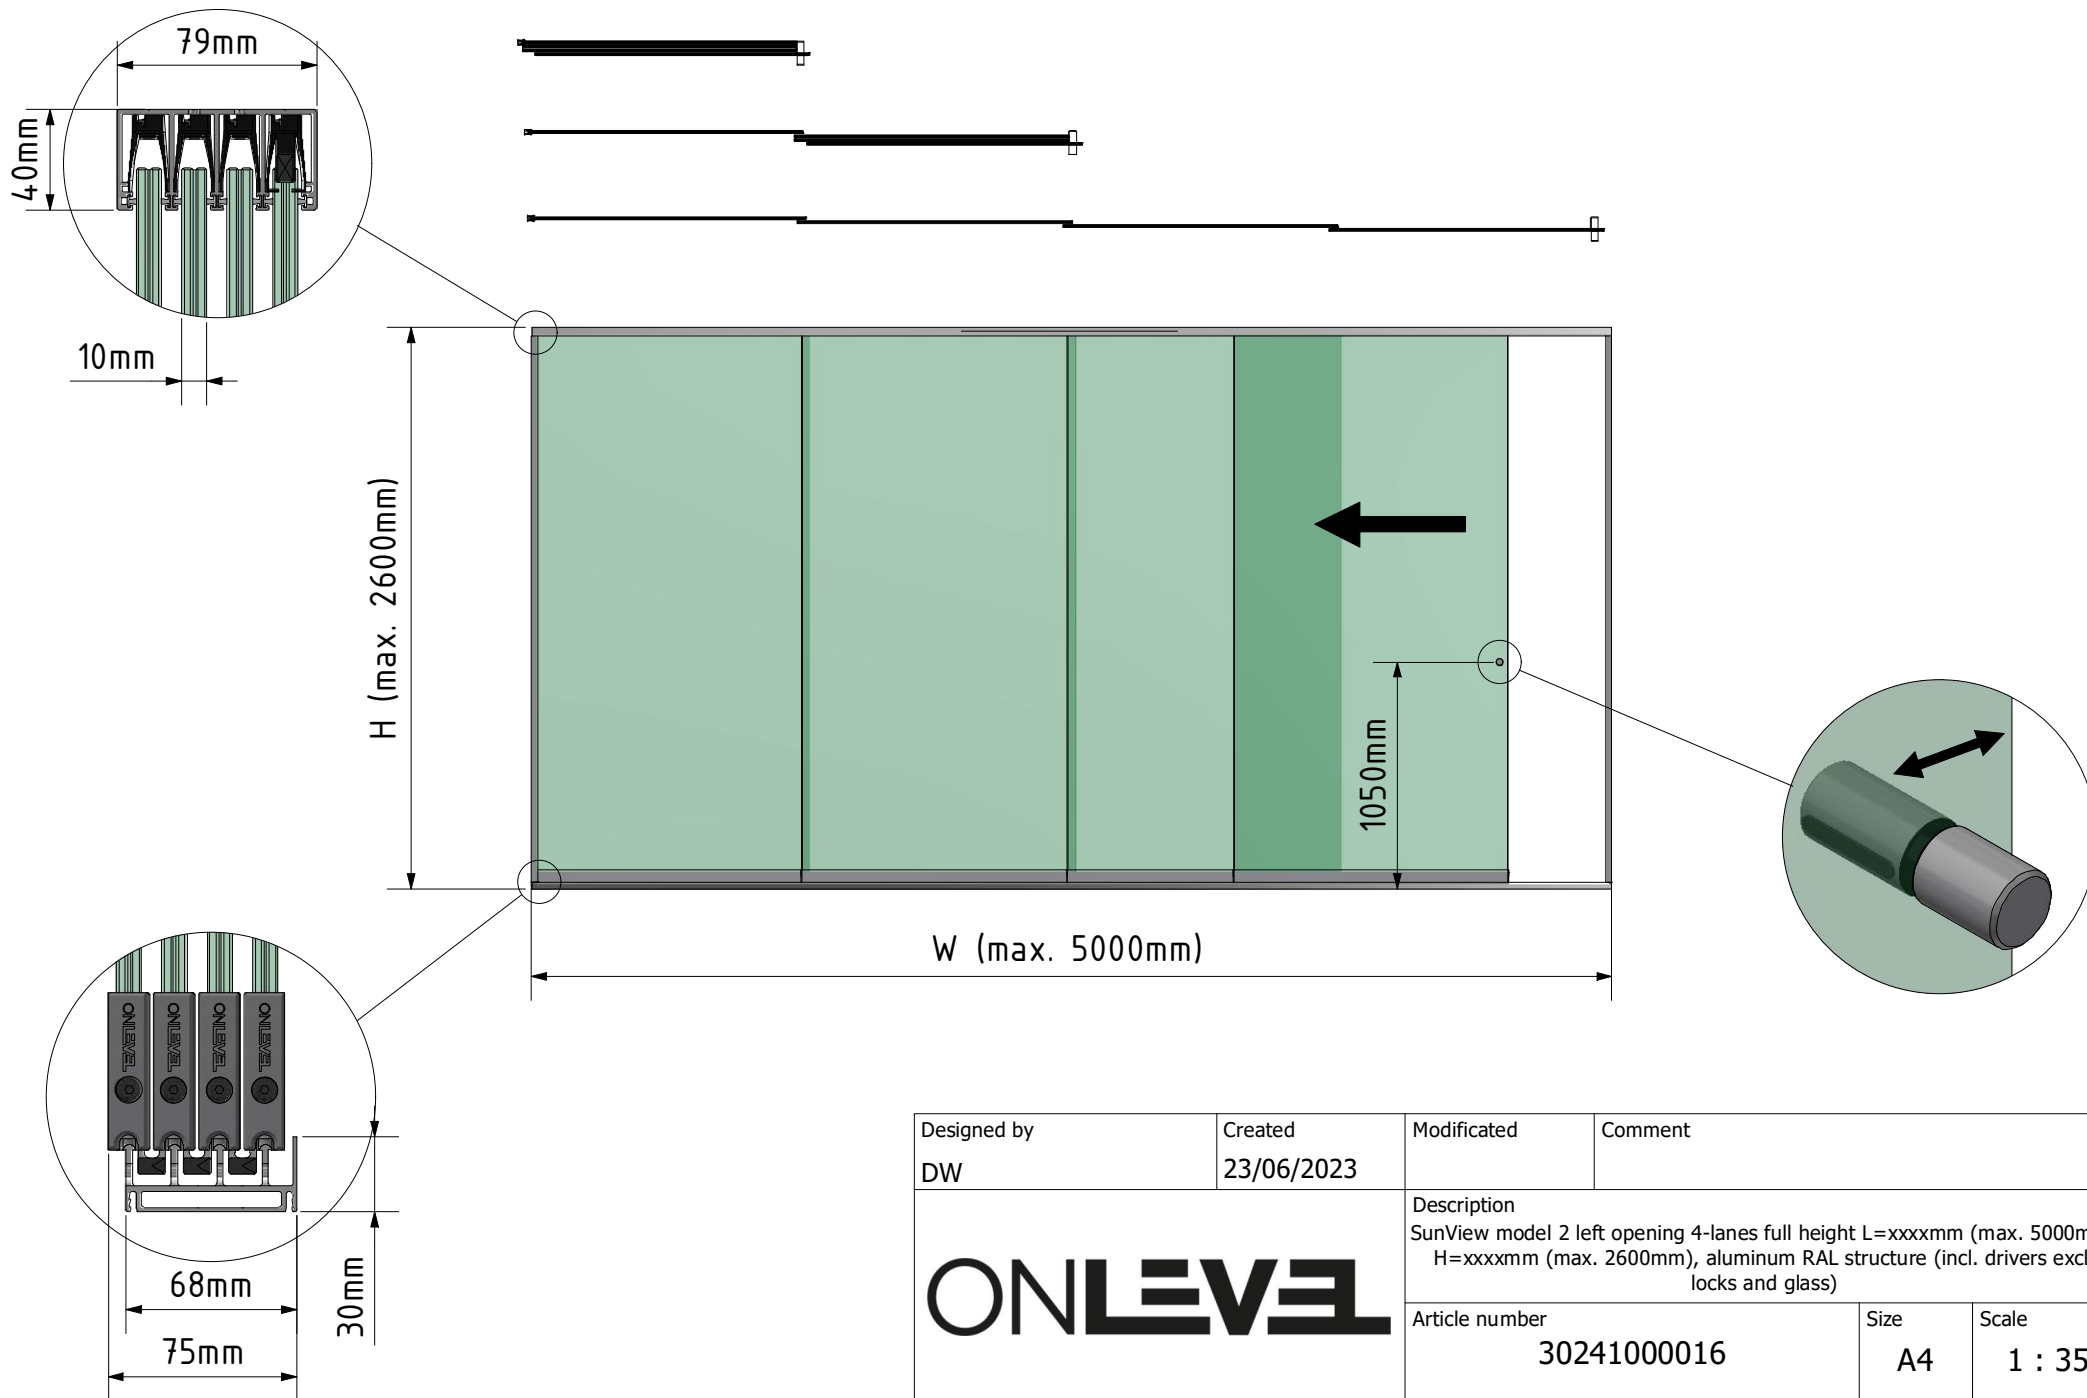 79mm
40mm
10mm
H (max. 2600mm)
1050mm
W (max. 5000mm)
ONLEVEL
ONLEVEL
ONLEVEL
ONLEVEL
68mm
75mm
30mm
Designed by
DW
Created
23/06/2023
Modificated
Comment
ONLEVEL
Description
SunView model 2 left opening 4-lanes full height L=xxxxmm (max.
H=xxxxmm (max. 2600mm), aluminum RAL structure (incl. drivers
locks and glass)
Article number
30241000016
Size
A4
Scale
1 : 35